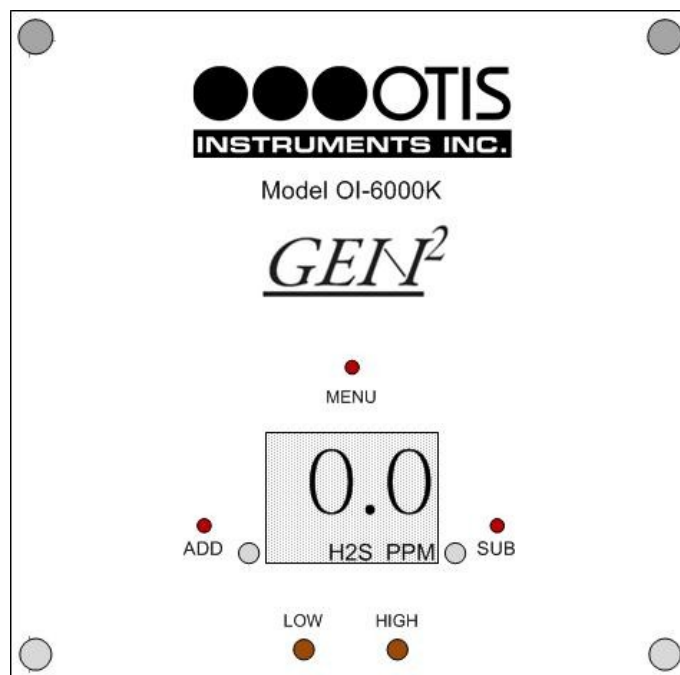 OTIS
INSTRUMENTS INC.
Model OI-6000K
GEN²
MENU
0.0
H2S PPM
ADD
SUB
LOW HIGH